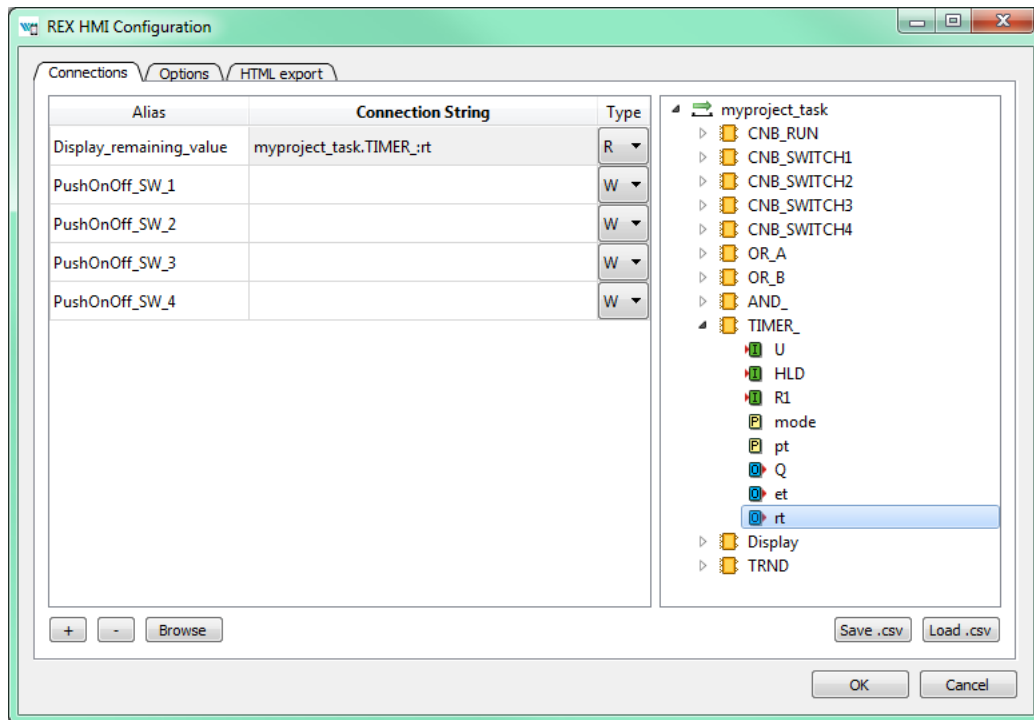 REX HMI Configuration
Connections Options HTML export
Alias Connection String Type
Display_remaining_value myproject_task.TIMER_:rt R
PushOnOff_SW_1 W
PushOnOff_SW_2 W
PushOnOff_SW_3 W
PushOnOff_SW_4 W
myproject_task
CNB_RUN
CNB_SWITCH1
CNB_SWITCH2
CNB_SWITCH3
CNB_SWITCH4
OR_A
OR_B
AND_
TIMER_
I U
I HLD
I R1
P mode
P pt
O Q
O et
O rt
Display
TRND
+ - Browse Save .csv Load .csv
OK Cancel